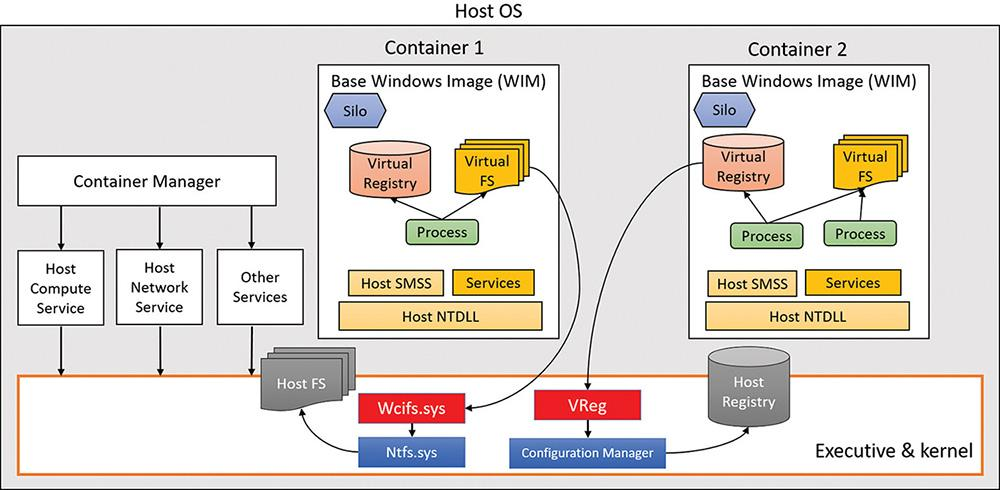 Host OS
Container 1
Container 2
Base Windows Image (WIM)
Base Windows Image (WIM)
Silo
Silo
Virtual
Registry
Virtual
FS
Virtual
Registry
Virtual
FS
Container Manager
Process
Process
Process
Host
Compute
Service
Host
Network
Service
Other
Services
Host SMSS
Services
Host SMSS
Services
Host NTDLL
Host NTDLL
Host FS
Wcifs.sys
VReg
Host
Registry
Ntfs.sys
Configuration Manager
Executive & kernel